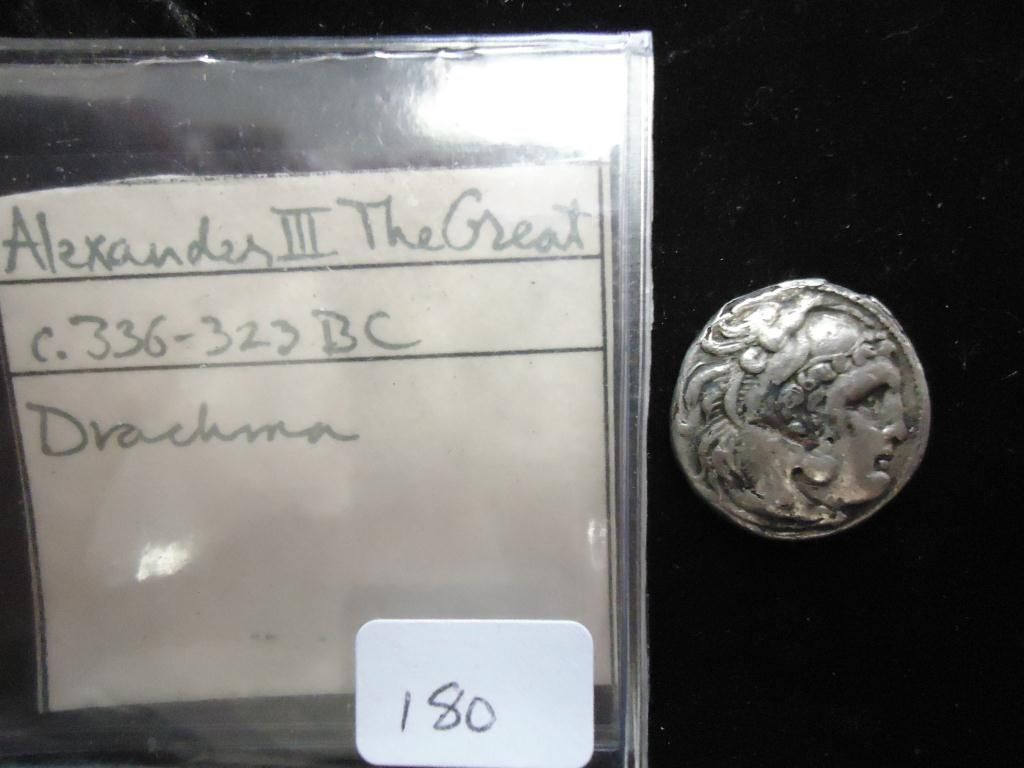 Alexander III The Great
c. 336-323 BC
Drachma
180